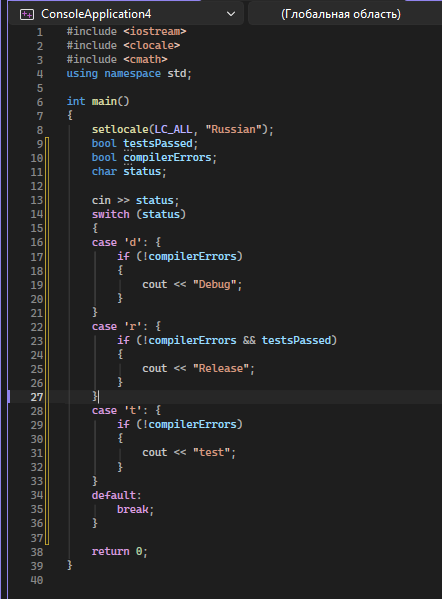 ConsoleApplication4 (Глобальная область)
1 #include <iostream>
2 #include <clocale>
3 #include <cmath>
4 using namespace std;
5
6 int main()
7 {
8 setlocale(LC_ALL, "Russian");
9 bool testsPassed;
10 bool compilerErrors;
11 char status;
12
13 cin >> status;
14 switch (status)
15 {
16 case 'd': {
17 if (!compilerErrors)
18 {
19 cout << "Debug";
20 }
21 }
22 case 'r': {
23 if (!compilerErrors && testsPassed)
24 {
25 cout << "Release";
26 }
27 }
28 case 't': {
29 if (!compilerErrors)
30 {
31 cout << "test";
32 }
33 }
34 default:
35 break;
36 }
37
38 return 0;
39 }
40